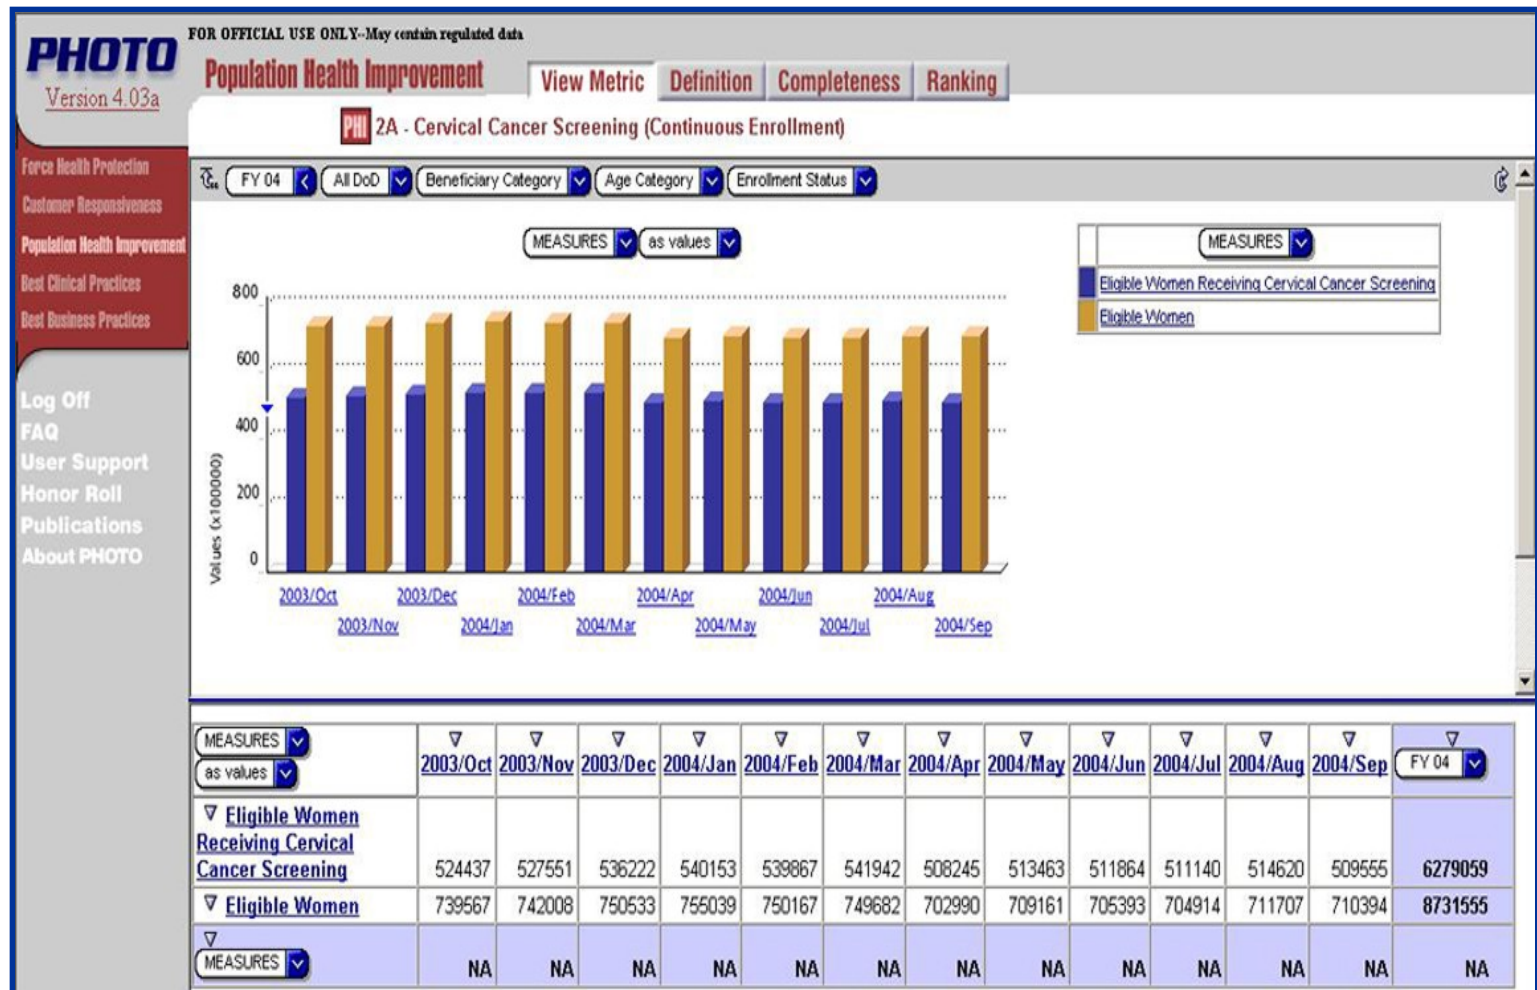 FOR OFFICIAL USE ONLY--May contain regulated data
PHOTO
Version 4.03a
Population Health Improvement
View Metric
Definition
Completeness
Ranking
PHI 2A - Cervical Cancer Screening (Continuous Enrollment)
Force Health Protection
Customer Responsiveness
Population Health Improvement
Best Clinical Practices
Best Business Practices
Log Off
FAQ
User Support
Honor Roll
Publications
About PHOTO
FY 04 All DoD Beneficiary Category Age Category Enrollment Status
MEASURES as values
MEASURES
Eligible Women Receiving Cervical Cancer Screening
Eligible Women
800
600
400
200
0
Values (x100000)
2003/Oct 2003/Dec 2004/Feb 2004/Apr 2004/Jun 2004/Aug
2003/Nov 2004/Jan 2004/Mar 2004/May 2004/Jul 2004/Sep
MEASURES
as values
2003/Oct 2003/Nov 2003/Dec 2004/Jan 2004/Feb 2004/Mar 2004/Apr 2004/May 2004/Jun 2004/Jul 2004/Aug 2004/Sep FY 04
Eligible Women
Receiving Cervical
Cancer Screening 524437 527551 536222 540153 539867 541942 508245 513463 511864 511140 514620 509555 6279059
Eligible Women 739567 742008 750533 755039 750167 749682 702990 709161 705393 704914 711707 710394 8731555
MEASURES NA NA NA NA NA NA NA NA NA NA NA NA NA